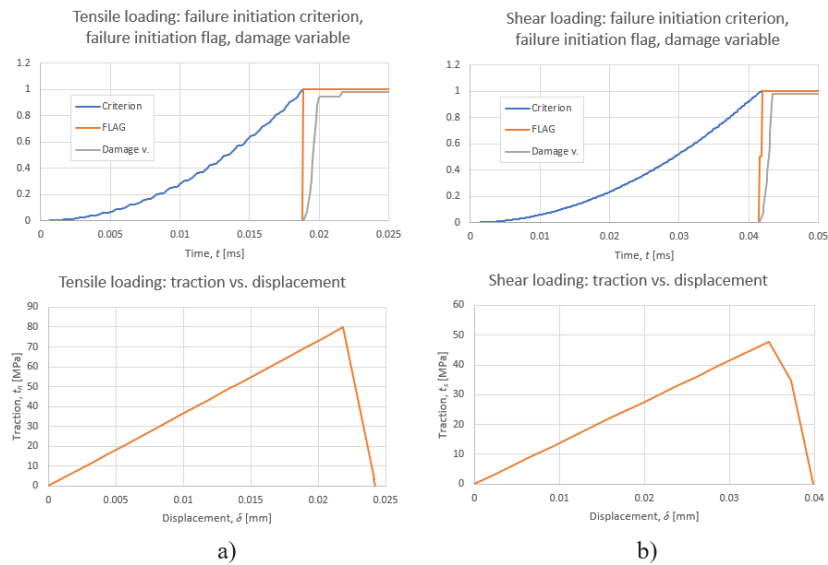 Tensile loading: failure initiation criterion,
failure initiation flag, damage variable
1.2
1
0.8
0.6
0.4
0.2
0
Criterion
FLAG
Damage v.
0 0.005 0.01 0.015 0.02 0.025
Time, t [ms]
Shear loading: failure initiation criterion,
failure initiation flag, damage variable
1.2
1
0.8
0.6
0.4
0.2
0
Criterion
FLAG
Damage v.
0 0.01 0.02 0.03 0.04 0.05
Time, t [ms]
Tensile loading: traction vs. displacement
Traction, tn [MPa]
90
80
70
60
50
40
30
20
10
0
0 0.005 0.01 0.015 0.02 0.025
Displacement, δ [mm]
Shear loading: traction vs. displacement
Traction, ts [MPa]
60
50
40
30
20
10
0
0 0.01 0.02 0.03 0.04
Displacement, δ [mm]
a)
b)